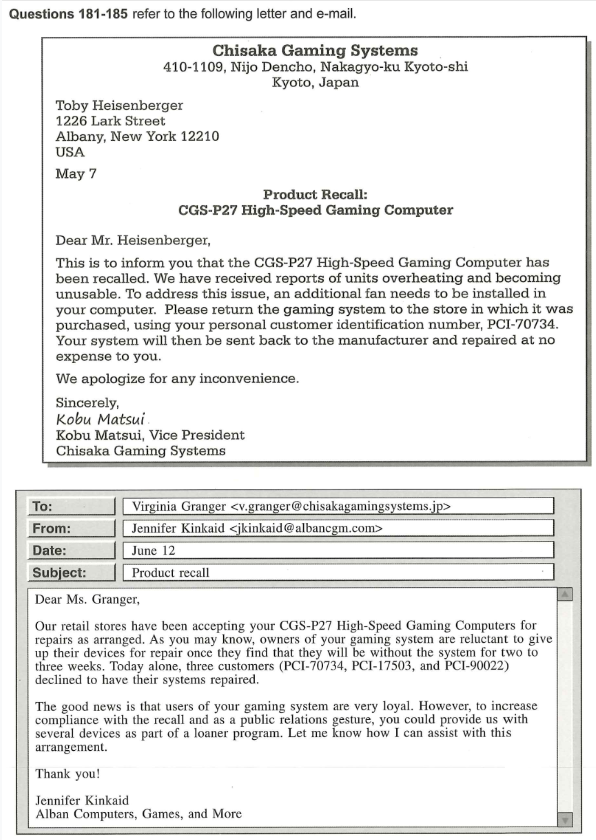 Questions 181-185 refer to the following letter and e-mail.
Chisaka Gaming Systems
410-1109, Nijo Dencho, Nakagyo-ku Kyoto-shi
Kyoto, Japan
Toby Heisenberger
1226 Lark Street
Albany, New York 12210
USA
May 7
Product Recall:
CGS-P27 High-Speed Gaming Computer
Dear Mr. Heisenberger,
This is to inform you that the CGS-P27 High-Speed Gaming Computer has
been recalled. We have received reports of units overheating and becoming
unusable. To address this issue, an additional fan needs to be installed in
your computer. Please return the gaming system to the store in which it was
purchased, using your personal customer identification number, PCI-70734.
Your system will then be sent back to the manufacturer and repaired at no
expense to you.
We apologize for any inconvenience.
Sincerely,
Kobu Matsui
Kobu Matsui, Vice President
Chisaka Gaming Systems
To: Virginia Granger <v.granger@chisakagamingsystems.jp>
From: Jennifer Kinkaid <jkinkaid@albancgm.com>
Date: June 12
Subject: Product recall
Dear Ms. Granger,
Our retail stores have been accepting your CGS-P27 High-Speed Gaming Computers for
repairs as arranged. As you may know, owners of your gaming system are reluctant to give
up their devices for repair once they find that they will be without the system for two to
three weeks. Today alone, three customers (PCI-70734, PCI-17503, and PCI-90022)
declined to have their systems repaired.
The good news is that users of your gaming system are very loyal. However, to increase
compliance with the recall and as a public relations gesture, you could provide us with
several devices as part of a loaner program. Let me know how I can assist with this
arrangement.
Thank you!
Jennifer Kinkaid
Alban Computers, Games, and More